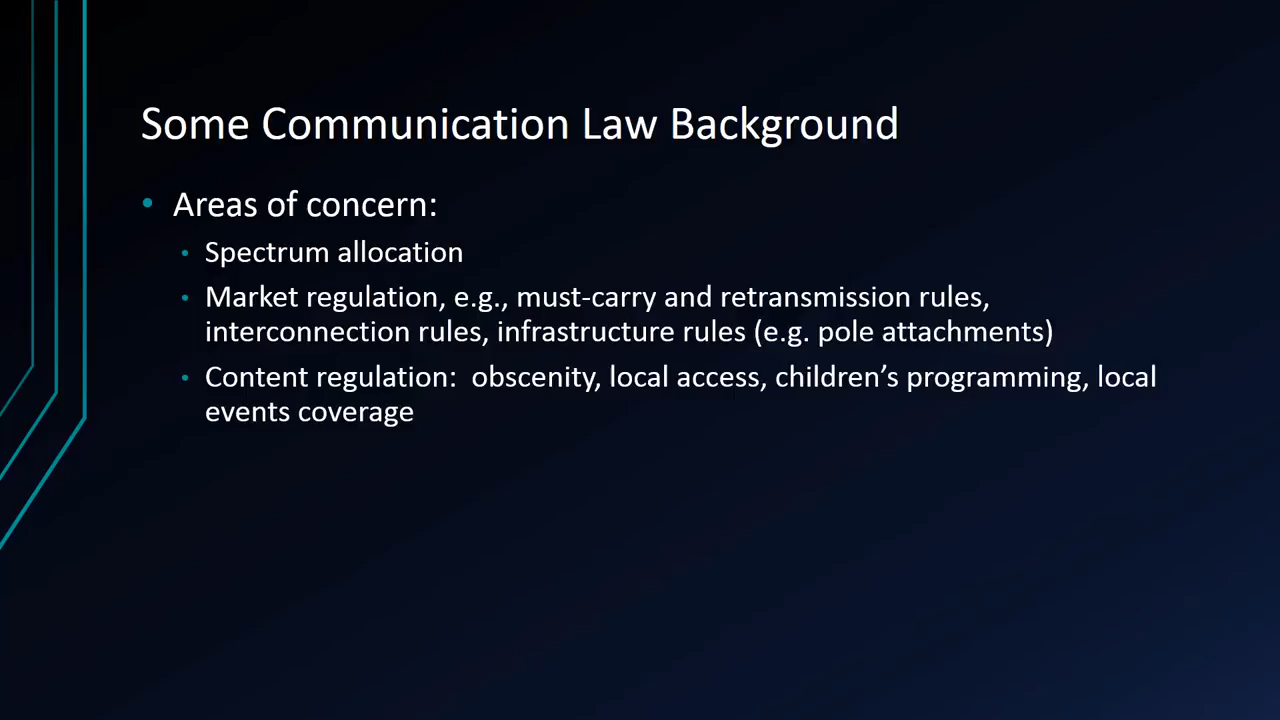 Some Communication Law Background
• Areas of concern:
• Spectrum allocation
• Market regulation, e.g., must-carry and retransmission rules,
interconnection rules, infrastructure rules (e.g. pole attachments)
• Content regulation:  obscenity, local access, children’s programming, local
events coverage